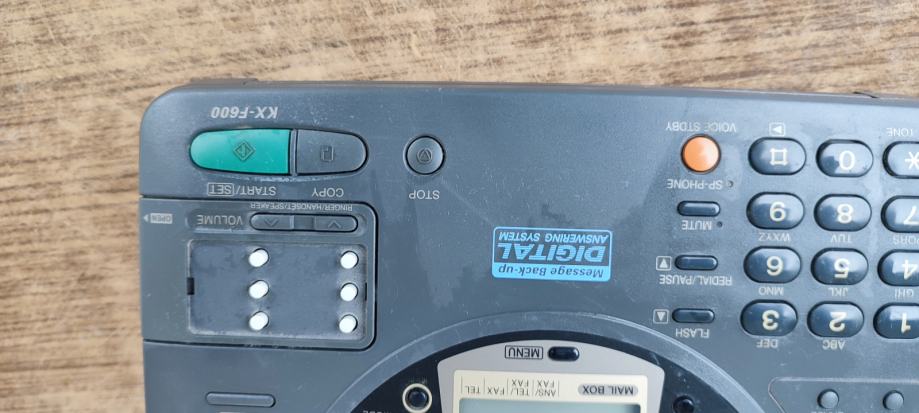 MAIL BOX
ANS/ TEL/ FAX TEL
FAX FAX
MENU
1
ABC
2
DEF
3
FLASH
GHI
4
JKL
5
MNO
6
REDIAL/PAUSE
7
TUV
8
WXYZ
9
MUTE
TONE
0
SP-PHONE
VOICE STDBY
Message Back-up
DIGITAL
ANSWERING SYSTEM
STOP
OPEN
VOLUME
RINGER/HANDSET/SPEAKER
COPY
START/SET
KX-F600